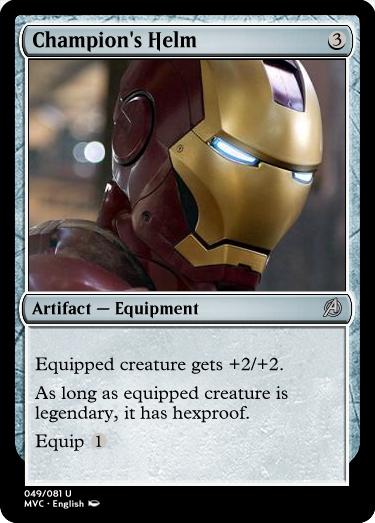 Champion's Helm 3
Artifact — Equipment
Equipped creature gets +2/+2.
As long as equipped creature is
legendary, it has hexproof.
Equip 1
049/081 U
MVC • English